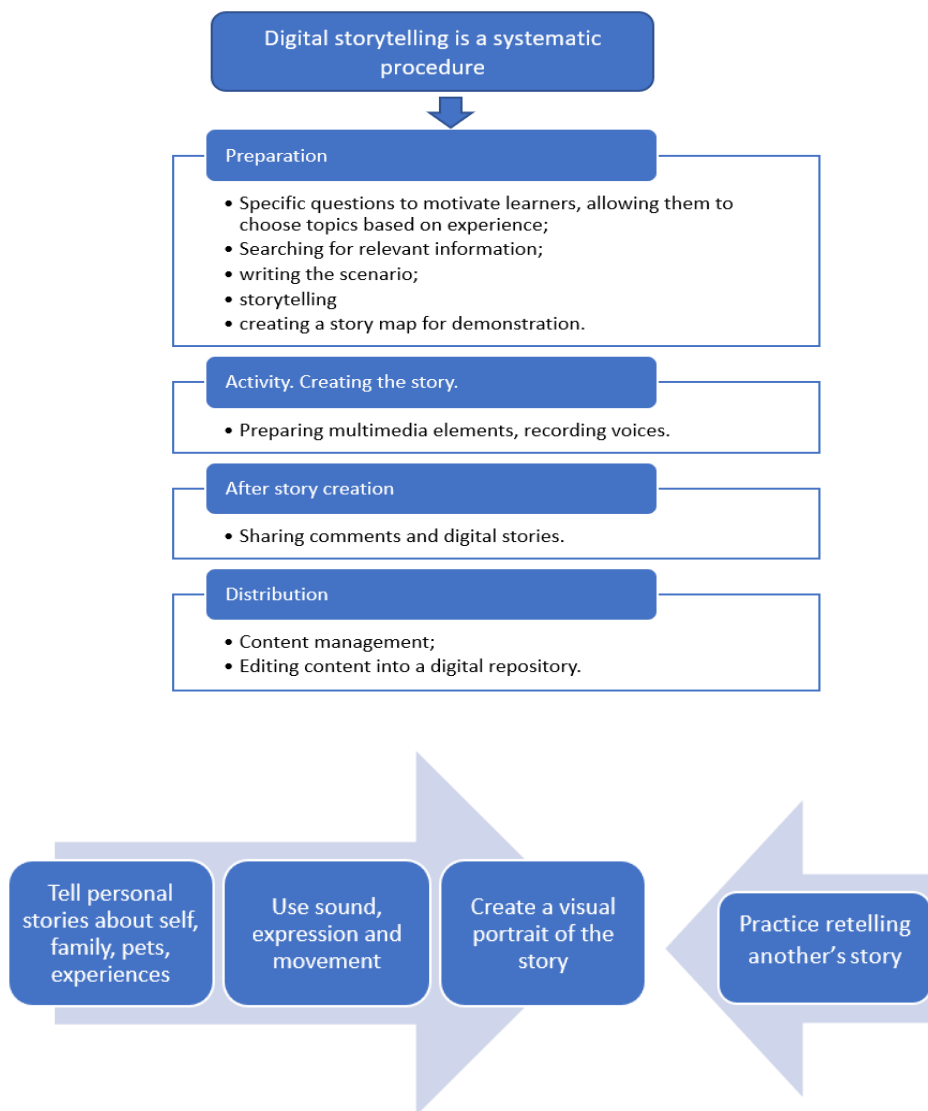 Digital storytelling is a systematic
procedure
Preparation
• Specific questions to motivate learners, allowing them to
choose topics based on experience;
• Searching for relevant information;
• writing the scenario;
• storytelling
• creating a story map for demonstration.
Activity. Creating the story.
• Preparing multimedia elements, recording voices.
After story creation
• Sharing comments and digital stories.
Distribution
• Content management;
• Editing content into a digital repository.
Tell personal
stories about self,
family, pets,
experiences
Use sound,
expression and
movement
Create a visual
portrait of the
story
Practice retelling
another’s story